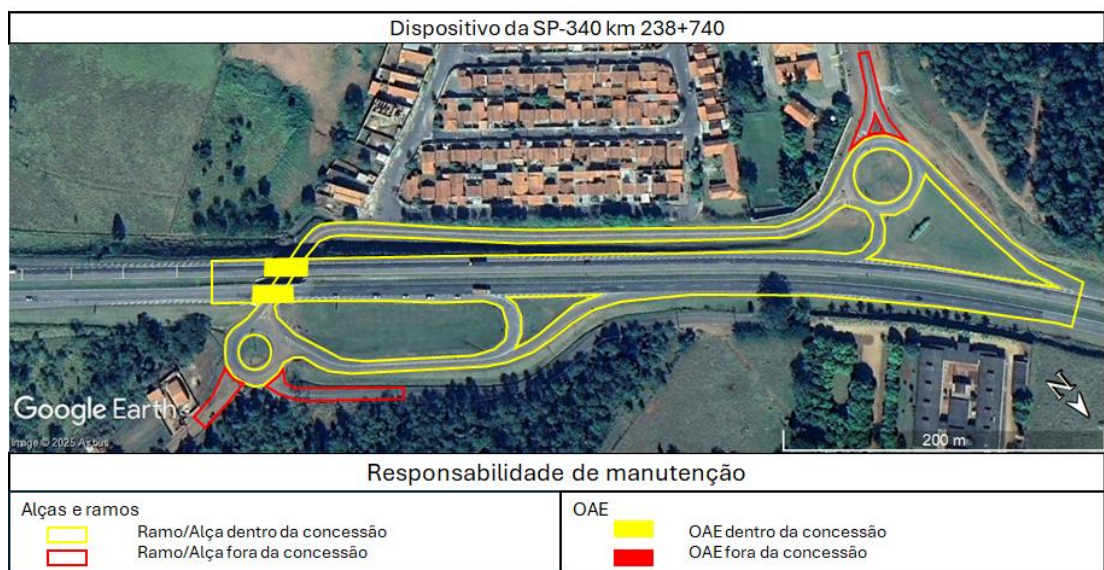 Dispositivo da SP-340 km 238+740
N
Google Earth
Image © 2025 Airbus
200 m
Responsabilidade de manutenção
Alças e ramos
Ramo/Alça dentro da concessão
Ramo/Alça fora da concessão
OAE
OAE dentro da concessão
OAE fora da concessão